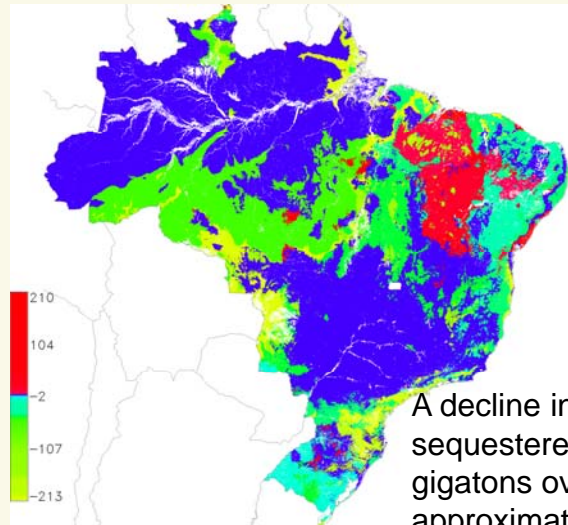 210
104
−2
−107
−213
A decline in
sequestere
gigatons ov
approximat